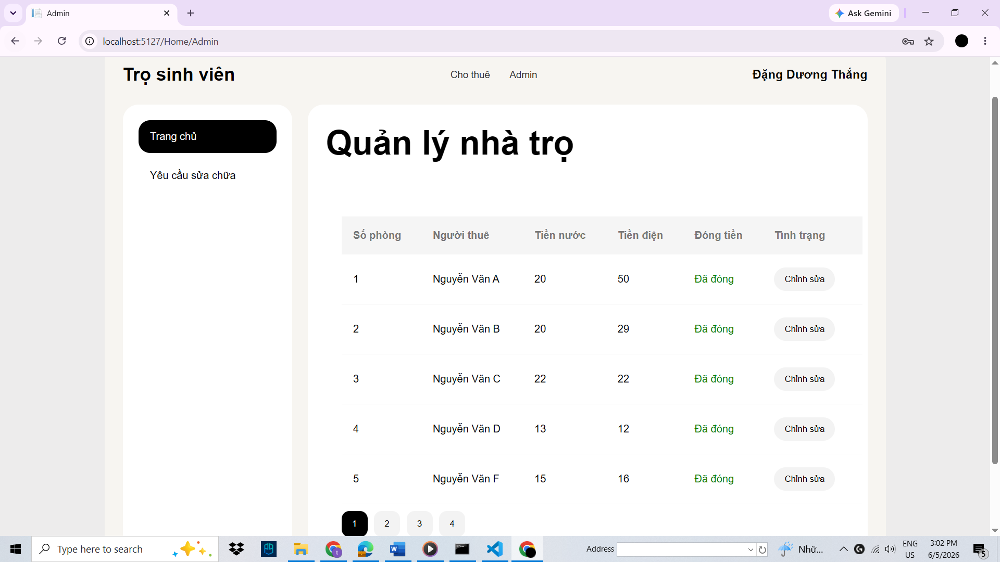 Admin
Ask Gemini
localhost:5127/Home/Admin
Trọ sinh viên
Cho thuê
Admin
Đặng Dương Thắng
Trang chủ
Yêu cầu sửa chữa
Quản lý nhà trọ
Số phòng Người thuê Tiền nước Tiền điện Đóng tiền Tình trạng
1 Nguyễn Văn A 20 50 Đã đóng Chỉnh sửa
2 Nguyễn Văn B 20 29 Đã đóng Chỉnh sửa
3 Nguyễn Văn C 22 22 Đã đóng Chỉnh sửa
4 Nguyễn Văn D 13 12 Đã đóng Chỉnh sửa
5 Nguyễn Văn F 15 16 Đã đóng Chỉnh sửa
1 2 3 4
Type here to search
Address
Nhữ...
ENG
US
3:02 PM
6/5/2026
5